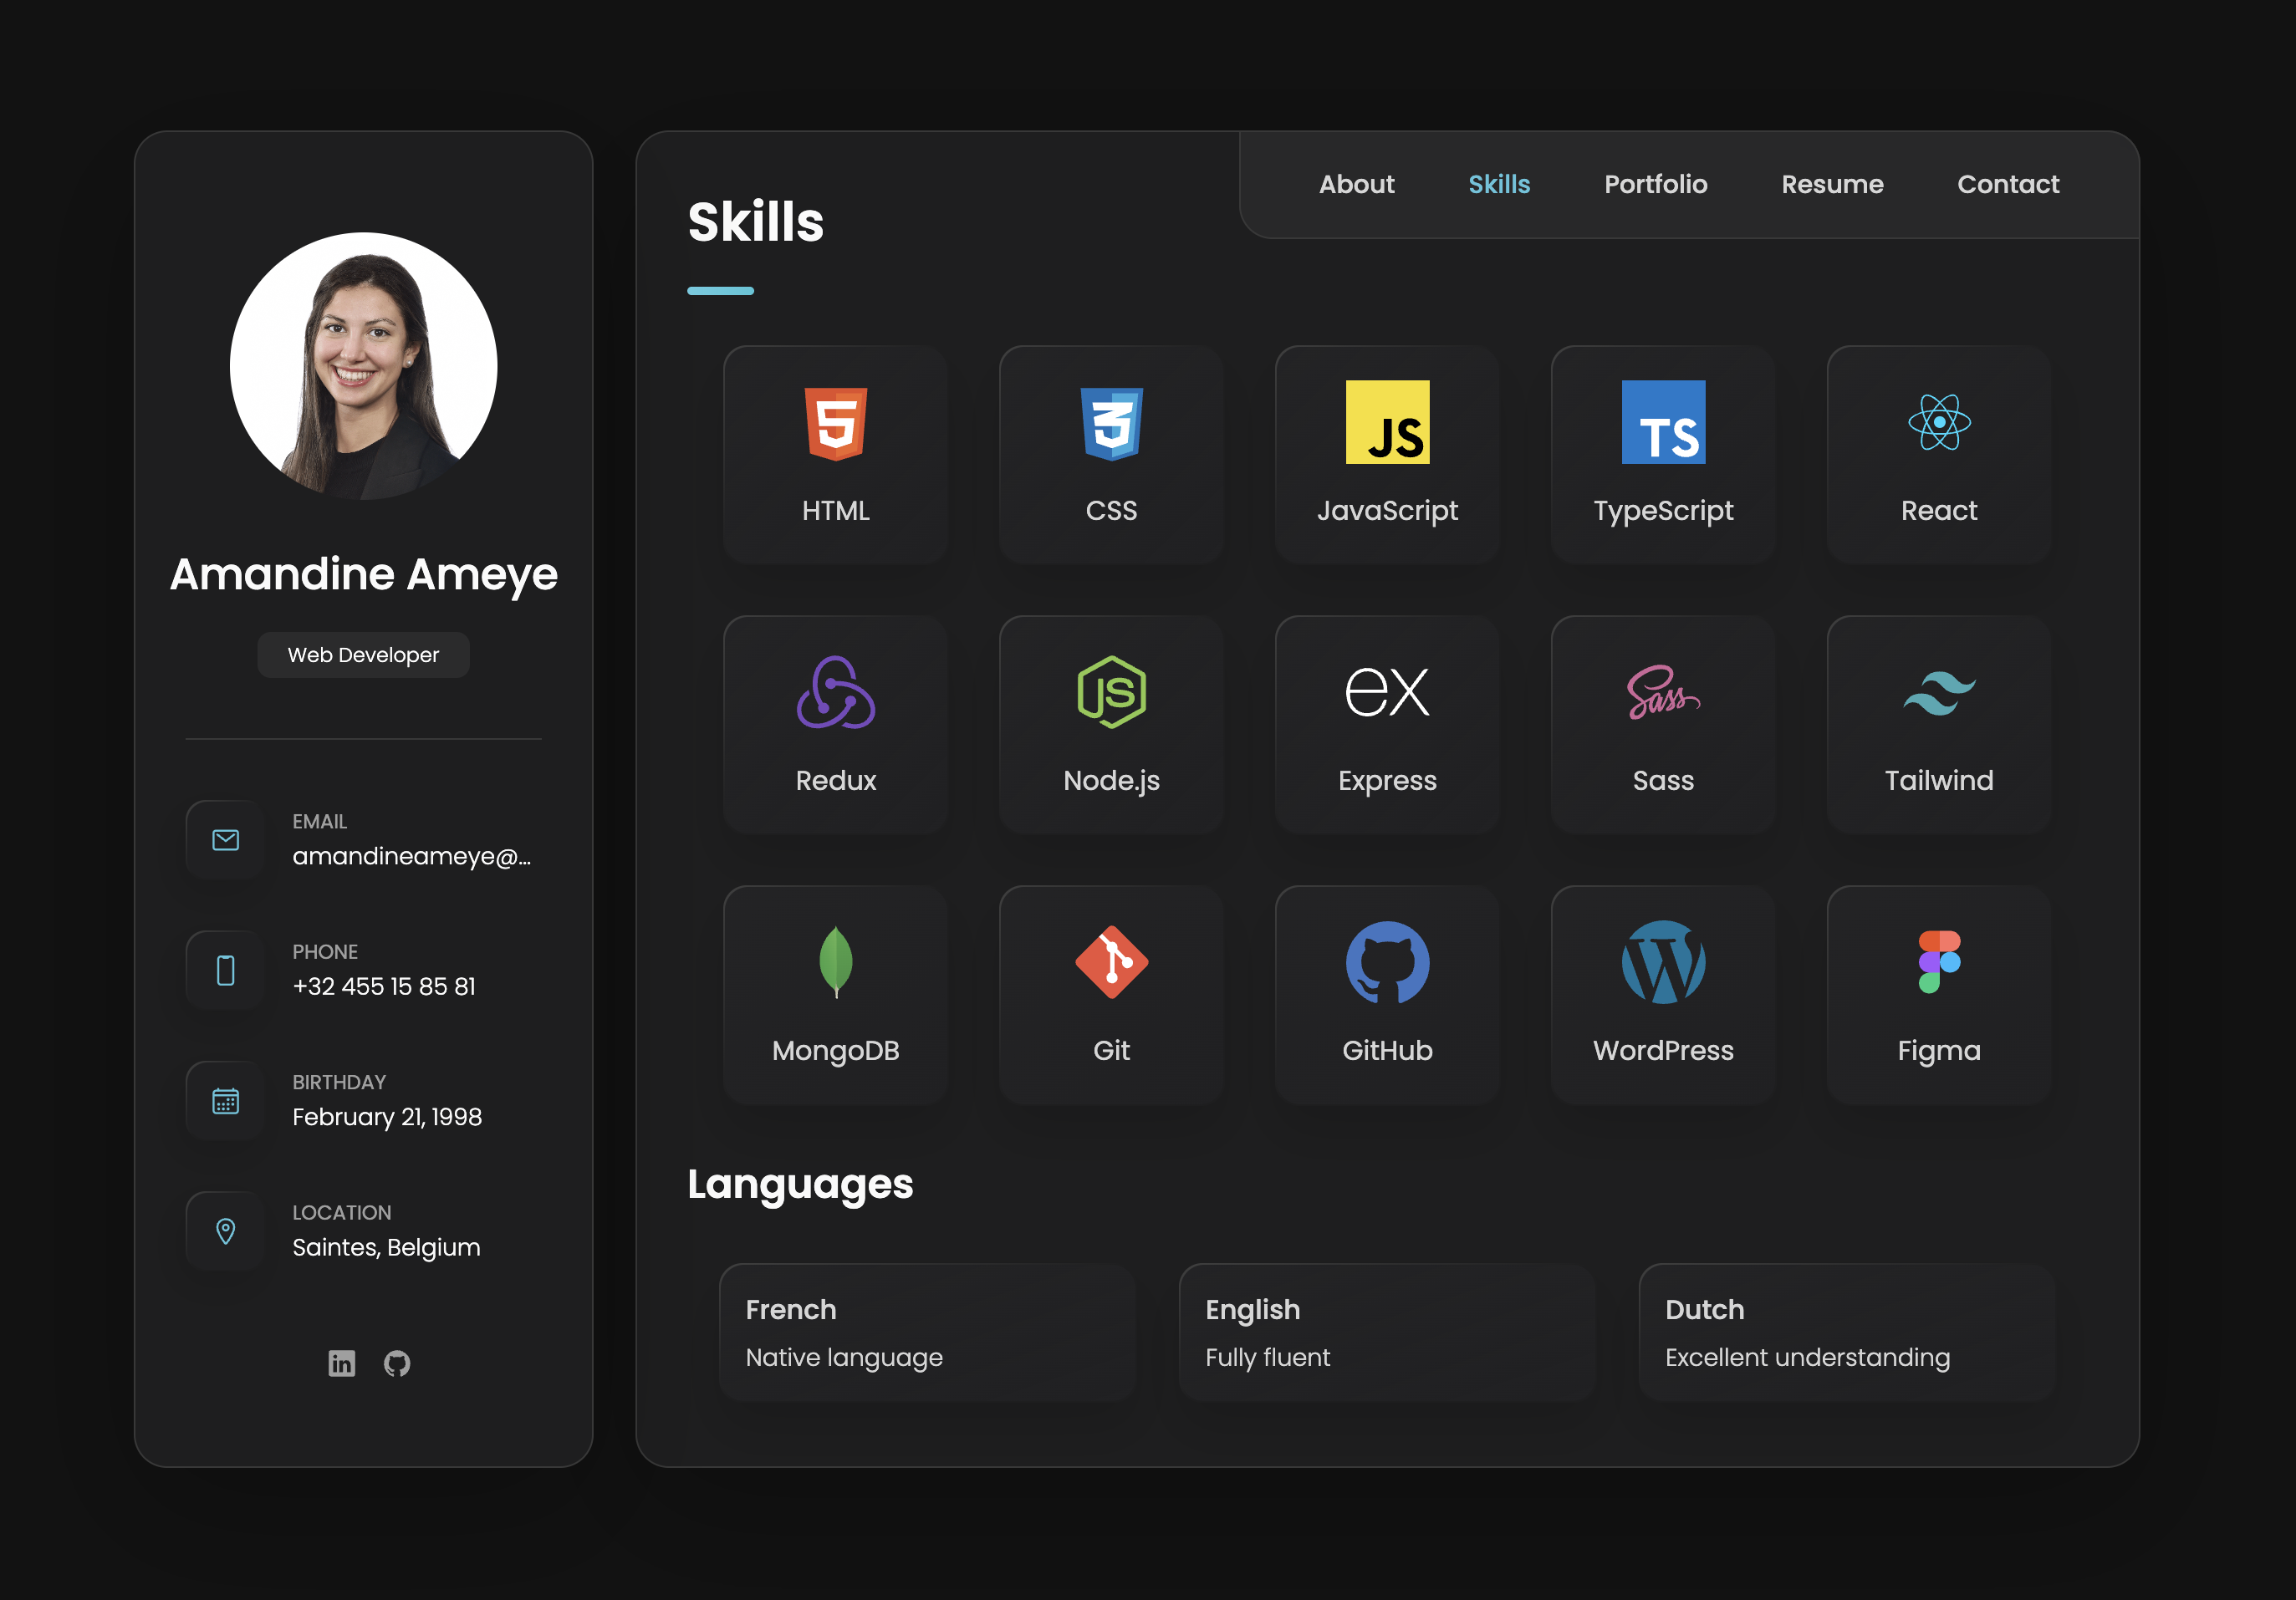 Amandine Ameye
Web Developer
EMAIL
amandineameye@...
PHONE
+32 455 15 85 81
BIRTHDAY
February 21, 1998
LOCATION
Saintes, Belgium
in
About Skills Portfolio Resume Contact
Skills
5 3 JS TS
HTML CSS JavaScript TypeScript React
JS ex Sass
Redux Node.js Express Sass Tailwind
W
MongoDB Git GitHub WordPress Figma
Languages
French English Dutch
Native language Fully fluent Excellent understanding